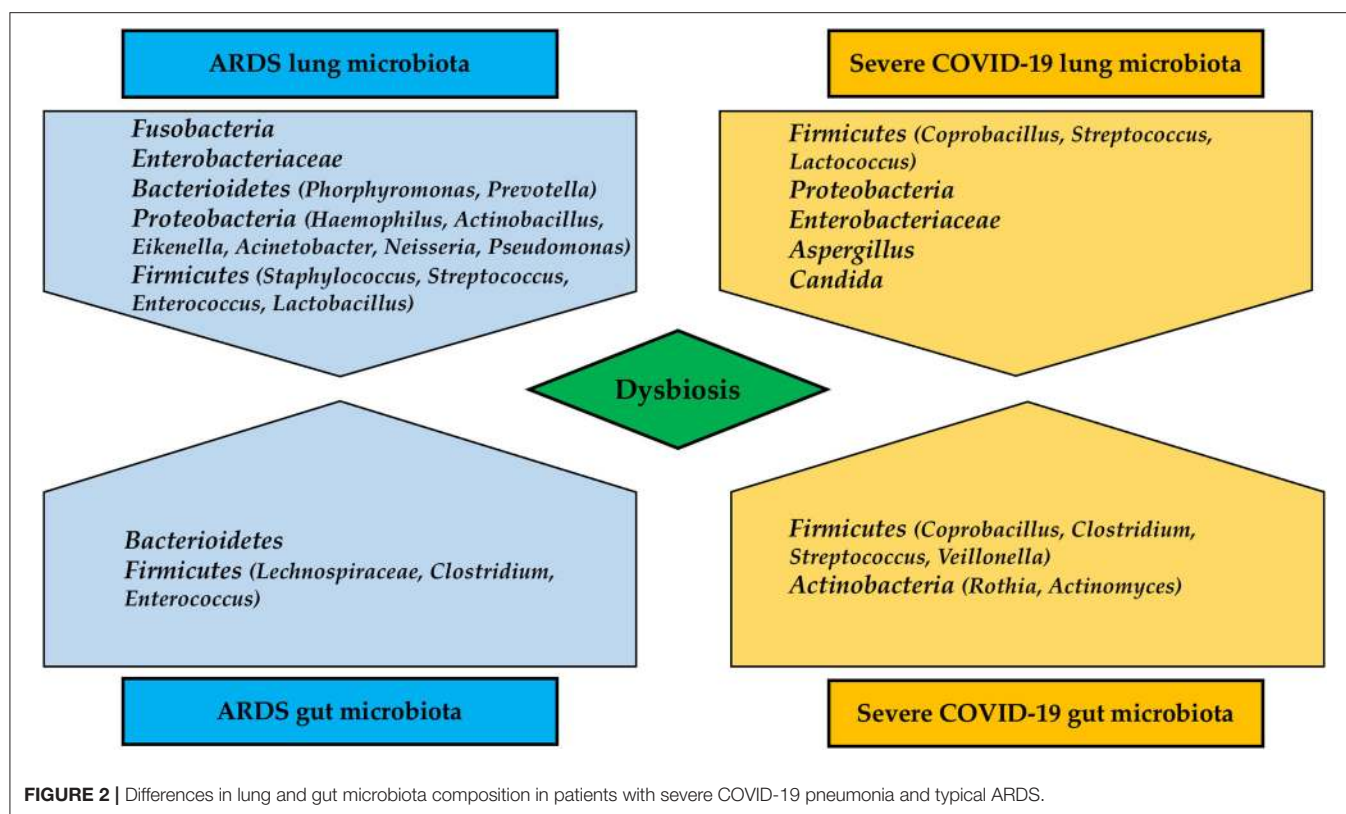 ARDS lung microbiota
Fusobacteria
Enterobacteriaceae
Bacterioidetes (Phorphyromonas, Prevotella)
Proteobacteria (Haemophilus, Actinobacillus,
Eikenella, Acinetobacter, Neisseria, Pseudomonas)
Firmicutes (Staphylococcus, Streptococcus,
Enterococcus, Lactobacillus)
Severe COVID-19 lung microbiota
Firmicutes (Coprobacillus, Streptococcus,
Lactococcus)
Proteobacteria
Enterobacteriaceae
Aspergillus
Candida
Dysbiosis
Bacterioidetes
Firmicutes (Lechnospiraceae, Clostridium,
Enterococcus)
ARDS gut microbiota
Firmicutes (Coprobacillus, Clostridium,
Streptococcus, Veillonella)
Actinobacteria (Rothia, Actinomyces)
Severe COVID-19 gut microbiota
FIGURE 2 | Differences in lung and gut microbiota composition in patients with severe COVID-19 pneumonia and typical ARDS.